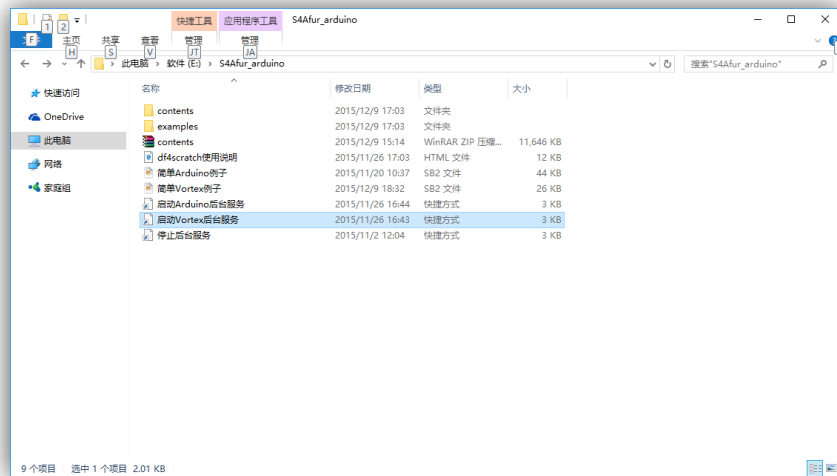 1 2 快捷工具 应用程序工具 S4Afur_arduino
F 主页 共享 查看 管理 管理
H S V JT JA
此电脑 软件 (E:) S4Afur_arduino 搜索"S4Afur_arduino"
名称 修改日期 类型 大小
快速访问
OneDrive
此电脑
网络
家庭组
contents 2015/12/9 17:03 文件夹
examples 2015/12/9 17:03 文件夹
contents 2015/12/9 15:14 WinRAR ZIP 压缩... 11,646 KB
df4scratch使用说明 2015/11/26 17:03 HTML 文件 12 KB
简单Arduino例子 2015/11/20 10:37 SB2 文件 44 KB
简单Vortex例子 2015/12/9 18:32 SB2 文件 26 KB
启动Arduino后台服务 2015/11/26 16:44 快捷方式 3 KB
启动Vortex后台服务 2015/11/26 16:43 快捷方式 3 KB
停止后台服务 2015/11/2 12:04 快捷方式 3 KB
9 个项目 选中 1 个项目 2.01 KB